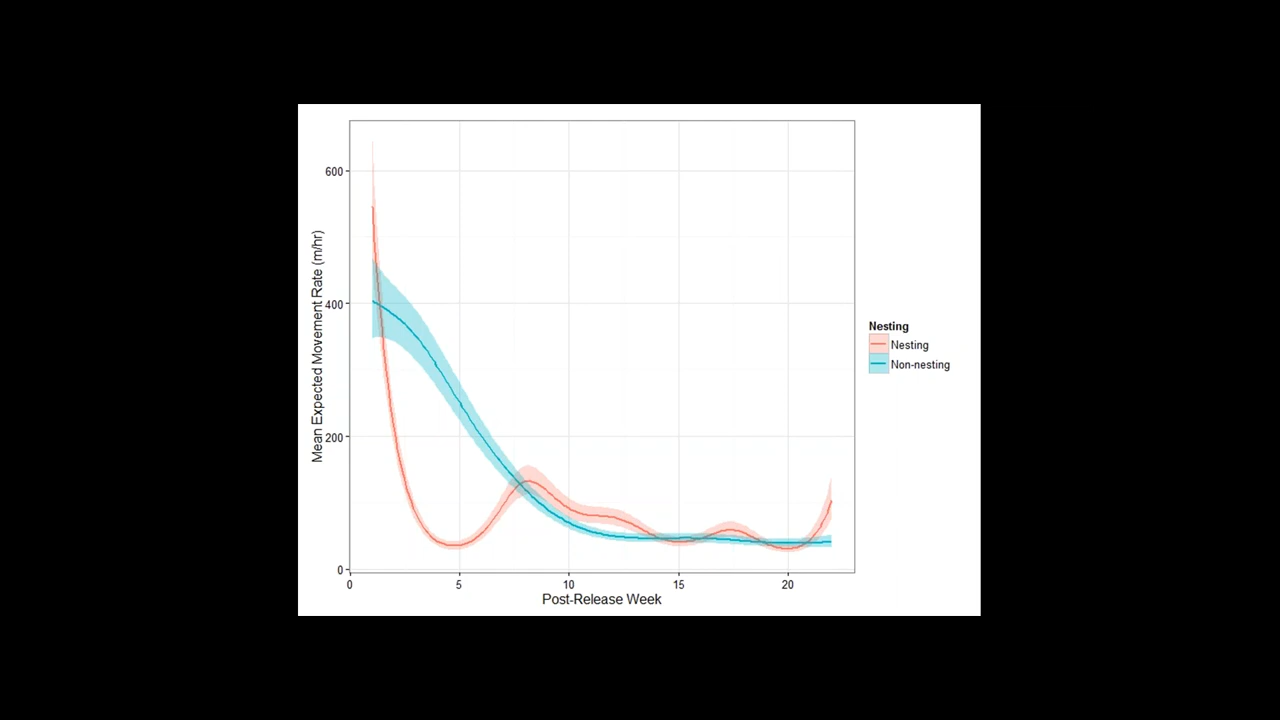 Mean Expected Movement Rate (m/hr)
600
400
200
0
0 5 10 15 20
Post-Release Week
Nesting
Nesting
Non-nesting